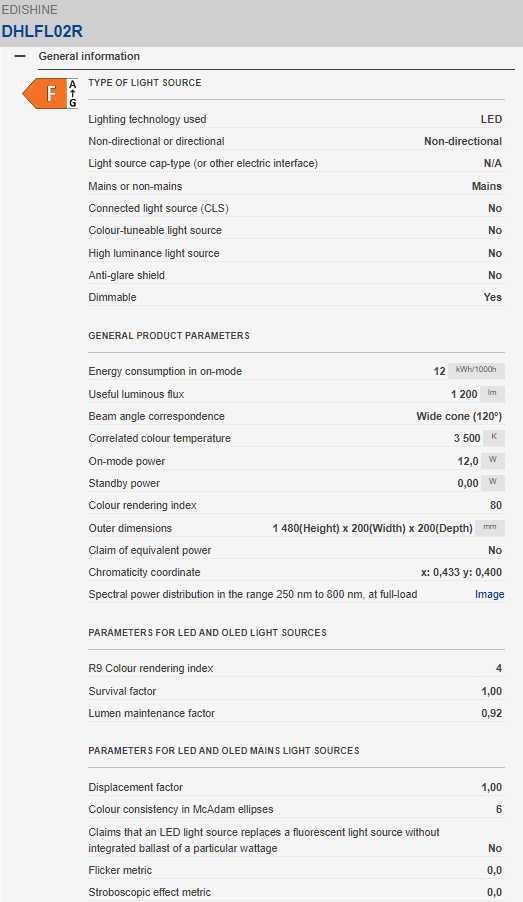 EDISHINE
DHLFL02R
General information
F A↑G
TYPE OF LIGHT SOURCE
Lighting technology used LED
Non-directional or directional Non-directional
Light source cap-type (or other electric interface) N/A
Mains or non-mains Mains
Connected light source (CLS) No
Colour-tuneable light source No
High luminance light source No
Anti-glare shield No
Dimmable Yes
GENERAL PRODUCT PARAMETERS
Energy consumption in on-mode 12 kWh/1000h
Useful luminous flux 1 200 lm
Beam angle correspondence Wide cone (120°)
Correlated colour temperature 3 500 K
On-mode power 12,0 W
Standby power 0,00 W
Colour rendering index 80
Outer dimensions 1 480(Height) x 200(Width) x 200(Depth) mm
Claim of equivalent power No
Chromaticity coordinate x: 0,433 y: 0,400
Spectral power distribution in the range 250 nm to 800 nm, at full-load Image
PARAMETERS FOR LED AND OLED LIGHT SOURCES
R9 Colour rendering index 4
Survival factor 1,00
Lumen maintenance factor 0,92
PARAMETERS FOR LED AND OLED MAINS LIGHT SOURCES
Displacement factor 1,00
Colour consistency in McAdam ellipses 6
Claims that an LED light source replaces a fluorescent light source without
integrated ballast of a particular wattage No
Flicker metric 0,0
Stroboscopic effect metric 0,0